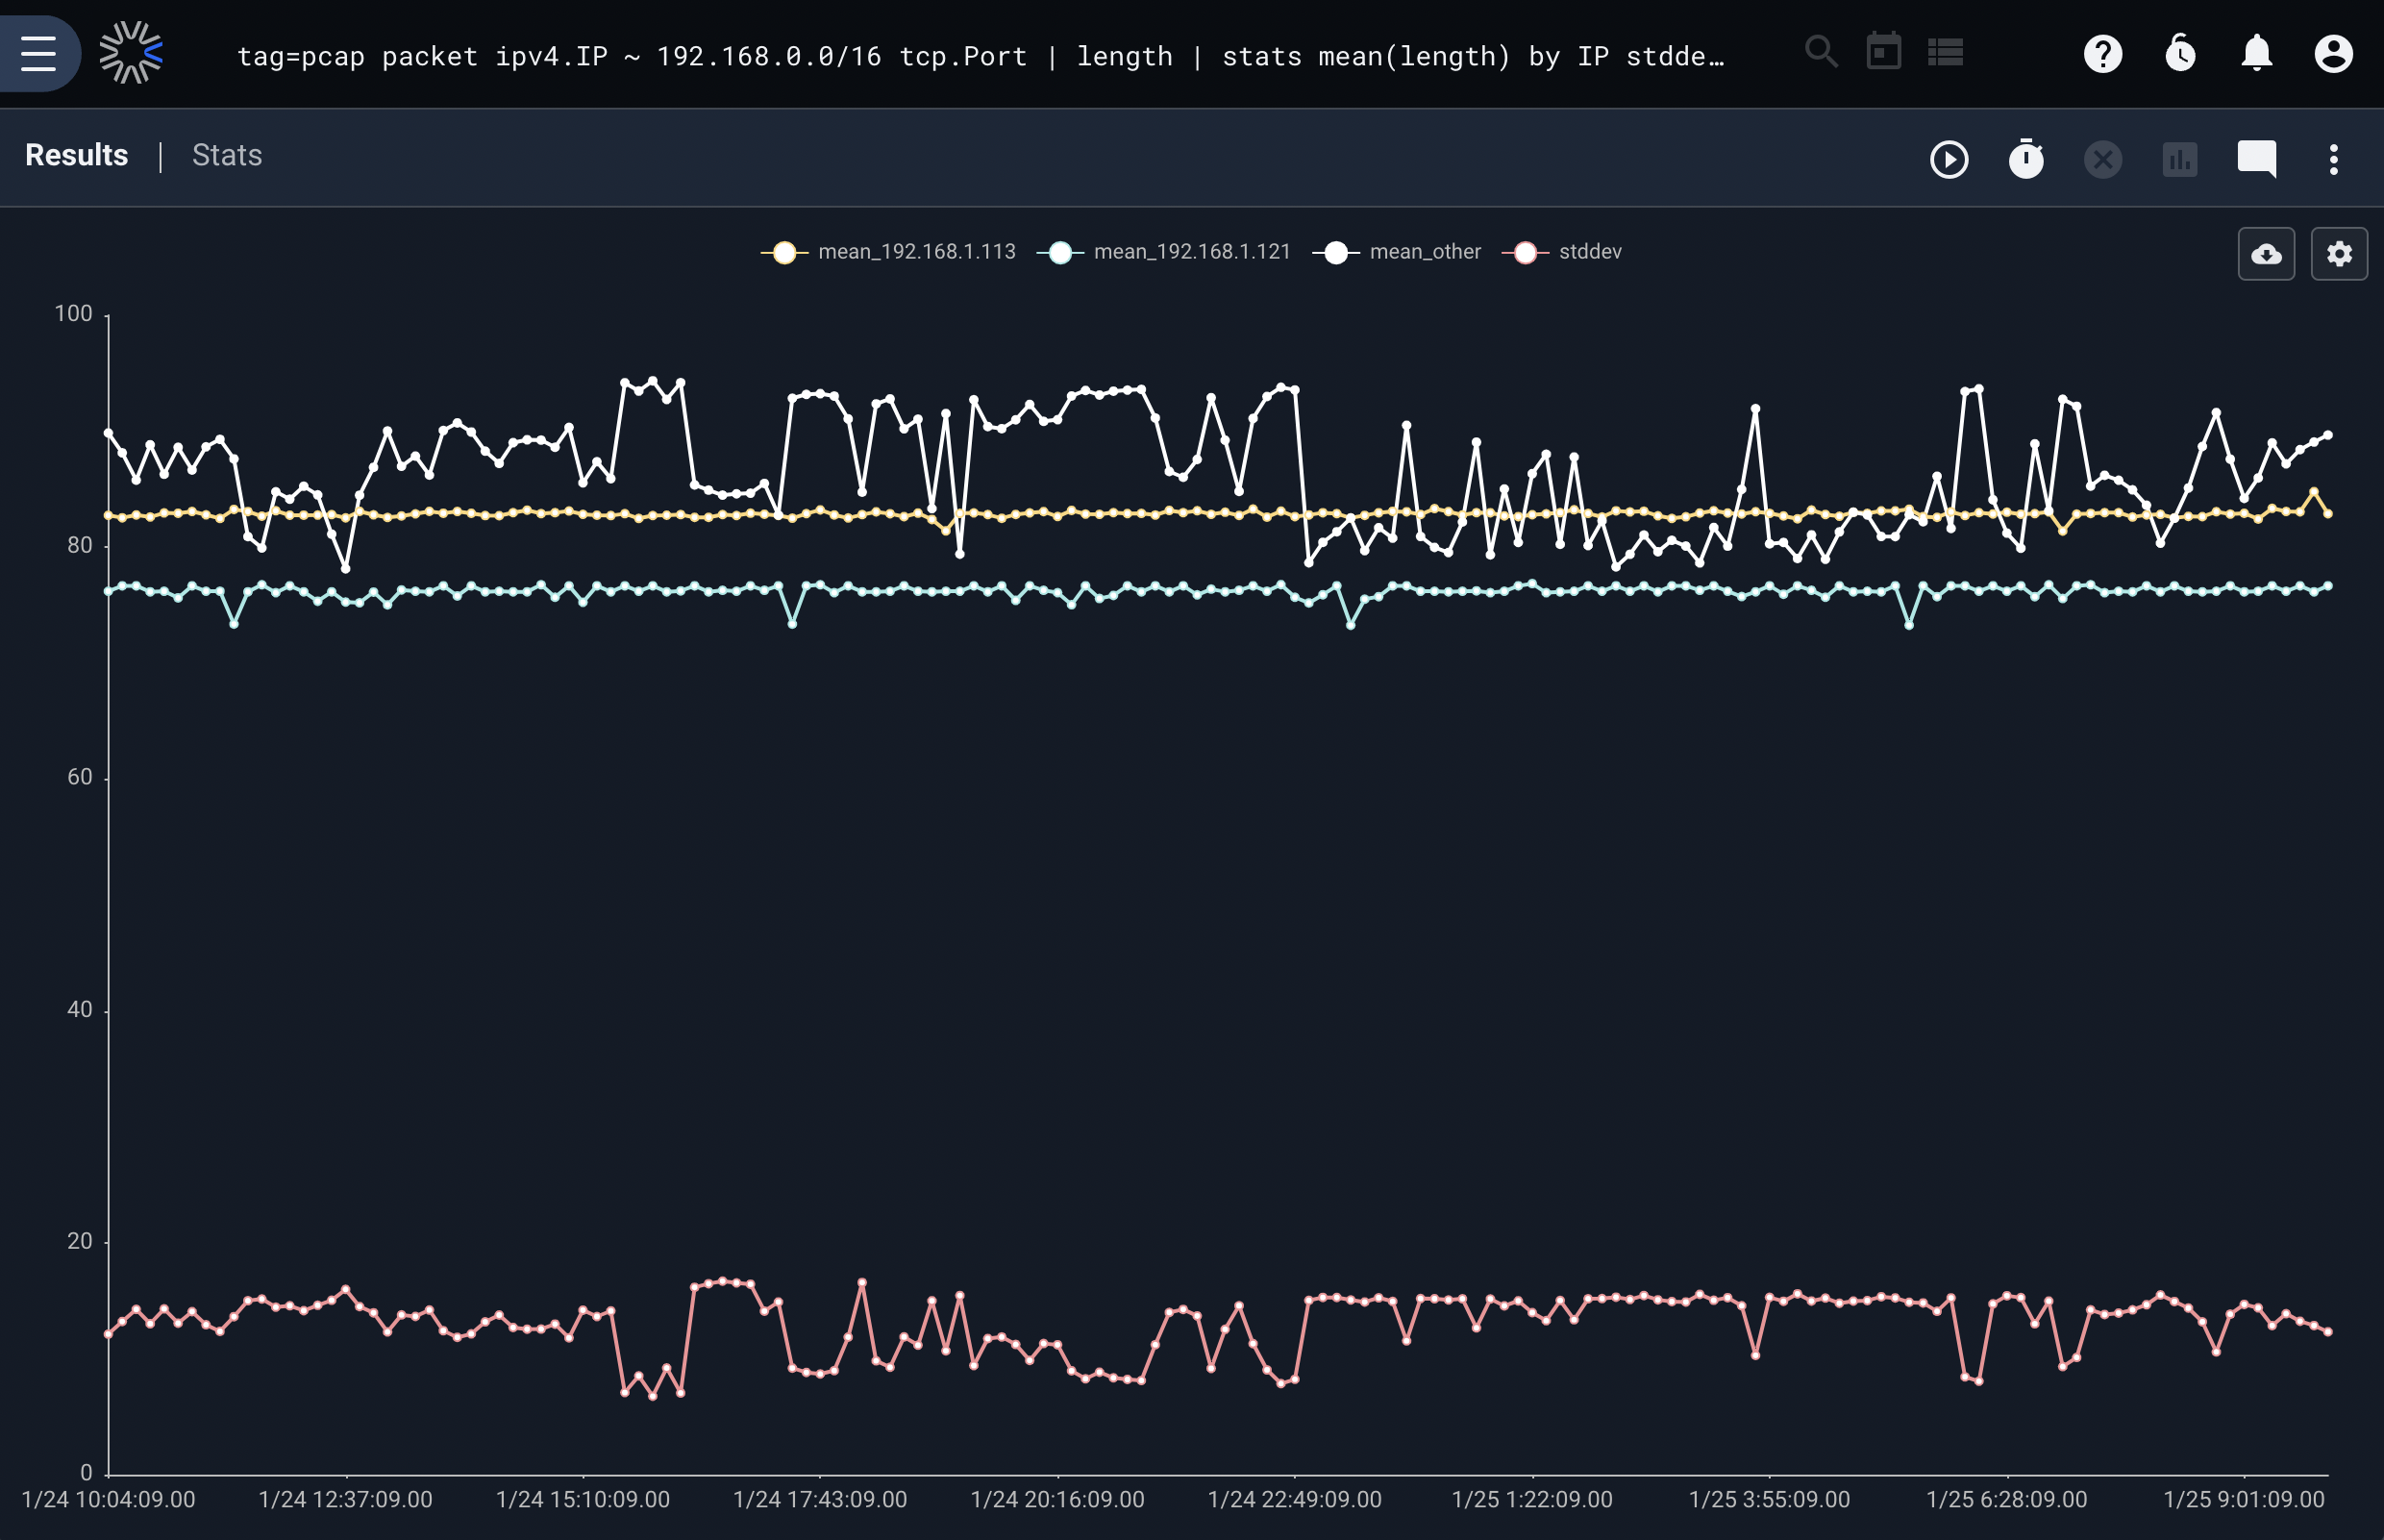 tag=pcap packet ipv4.IP ~ 192.168.0.0/16 tcp.Port | length | stats mean(length) by IP stdde…
Results | Stats
mean_192.168.1.113 mean_192.168.1.121 mean_other stddev
100
80
60
40
20
0
1/24 10:04:09.00 1/24 12:37:09.00 1/24 15:10:09.00 1/24 17:43:09.00 1/24 20:16:09.00 1/24 22:49:09.00 1/25 1:22:09.00 1/25 3:55:09.00 1/25 6:28:09.00 1/25 9:01:09.00